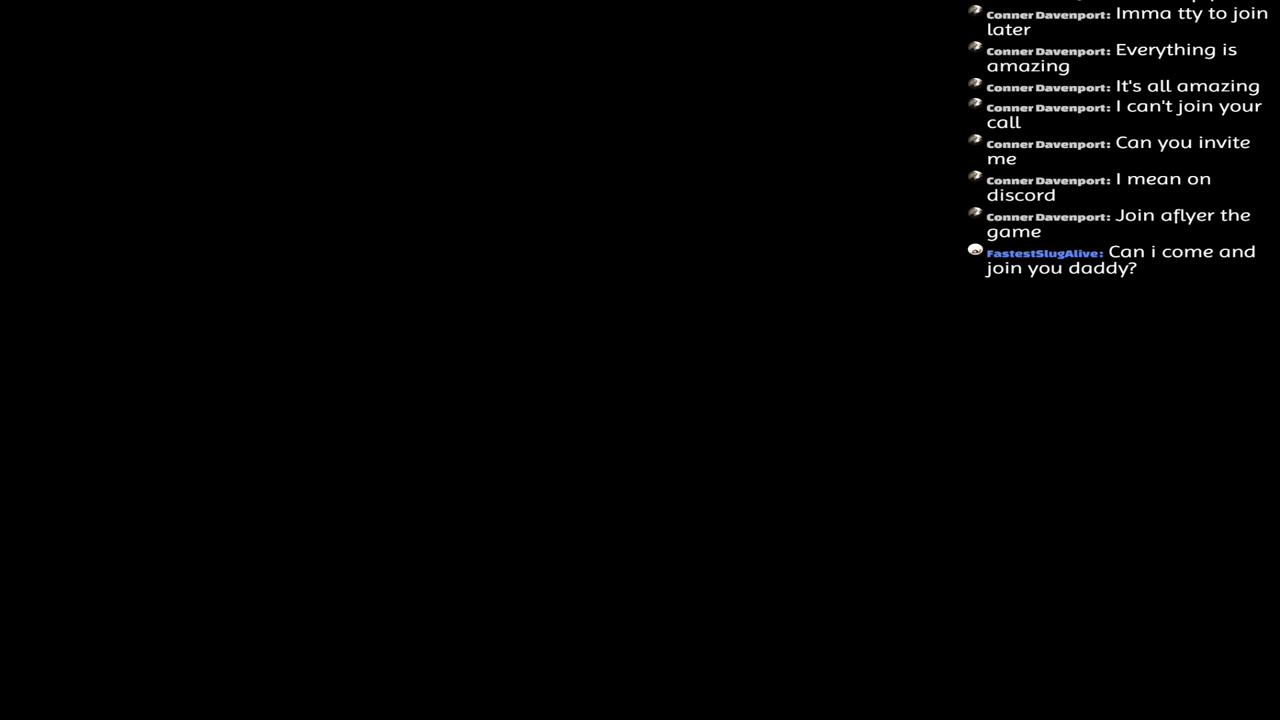 Conner Davenport: Imma tty to join
later
Conner Davenport: Everything is
amazing
Conner Davenport: It's all amazing
Conner Davenport: I can't join your
call
Conner Davenport: Can you invite
me
Conner Davenport: I mean on
discord
Conner Davenport: Join aflyer the
game
FastestSlugAlive: Can i come and
join you daddy?